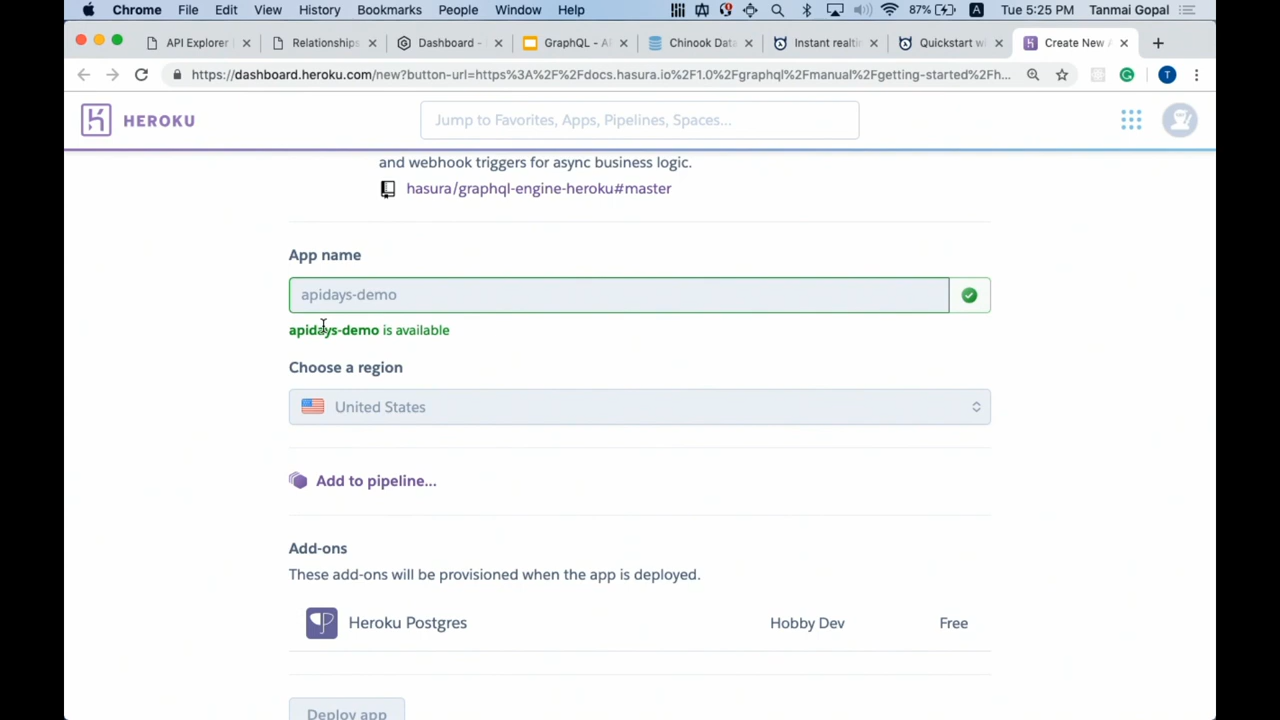 Chrome File Edit View History Bookmarks People Window Help 87% A Tue 5:25 PM Tanmai Gopal
API Explorer Relationships Dashboard - GraphQL - A Chinook Data Instant realti Quickstart wi Create New A
https://dashboard.heroku.com/new?button-url=https%3A%2F%2Fdocs.hasura.io%2F1.0%2Fgraphql%2Fmanual%2Fgetting-started%2Fh... T
HEROKU Jump to Favorites, Apps, Pipelines, Spaces...
and webhook triggers for async business logic.
hasura/graphql-engine-heroku#master
App name
apidays-demo
apidays-demo is available
Choose a region
United States
Add to pipeline...
Add-ons
These add-ons will be provisioned when the app is deployed.
Heroku Postgres Hobby Dev Free
Deploy app